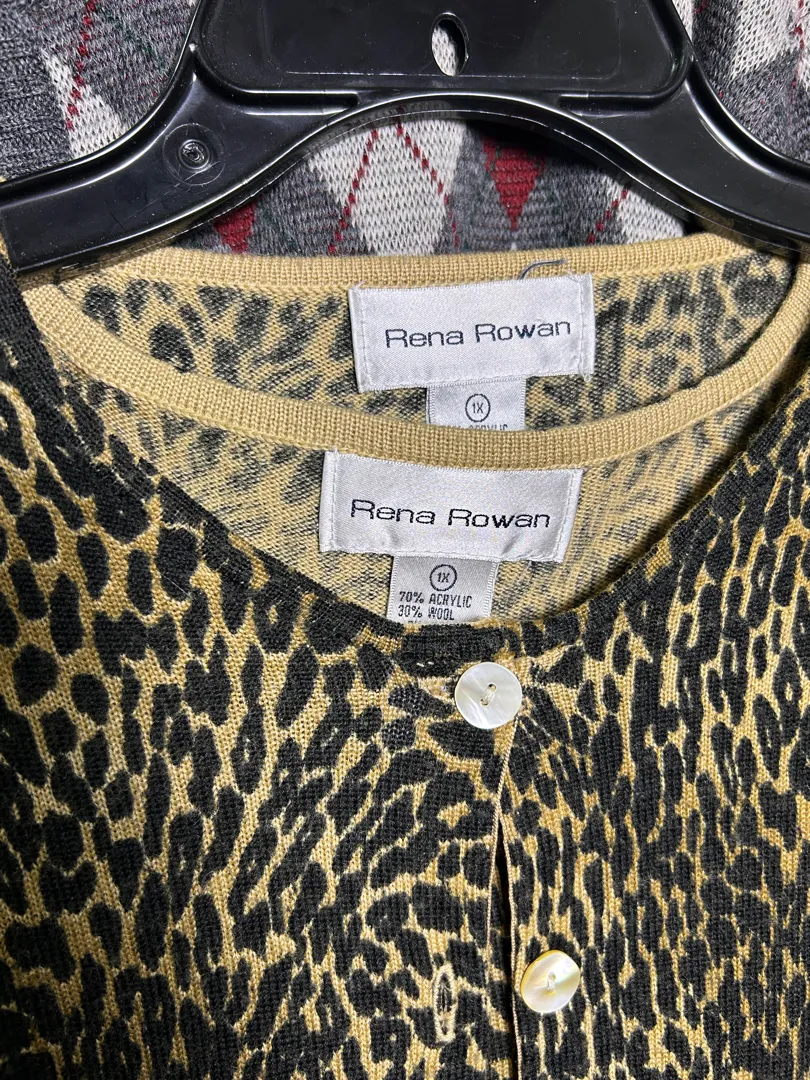 Rena Rowan
1X
Rena Rowan
1X
70% ACRYLIC
30% WOOL